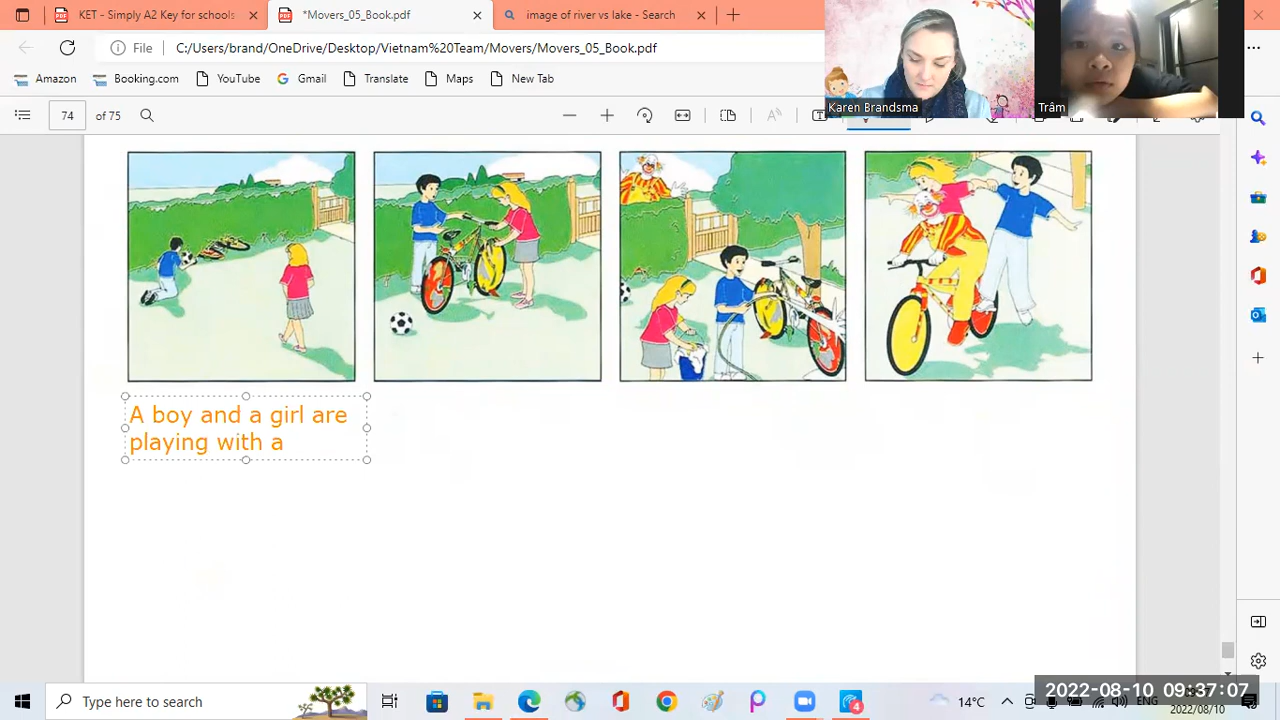 KET - Simply A2 Key for schools
*Movers_05_Book.pdf
image of river vs lake - Search
File
C:/Users/brand/OneDrive/Desktop/Vietnam%20Team/Movers/Movers_05_Book.pdf
Amazon
Booking.com
YouTube
Gmail
Translate
Maps
New Tab
74
of 75
Karen Brandsma
Trâm
A boy and a girl are
playing with a
Type here to search
4
14°C
ENG
2022-08-10 09:37:07
2022/08/10